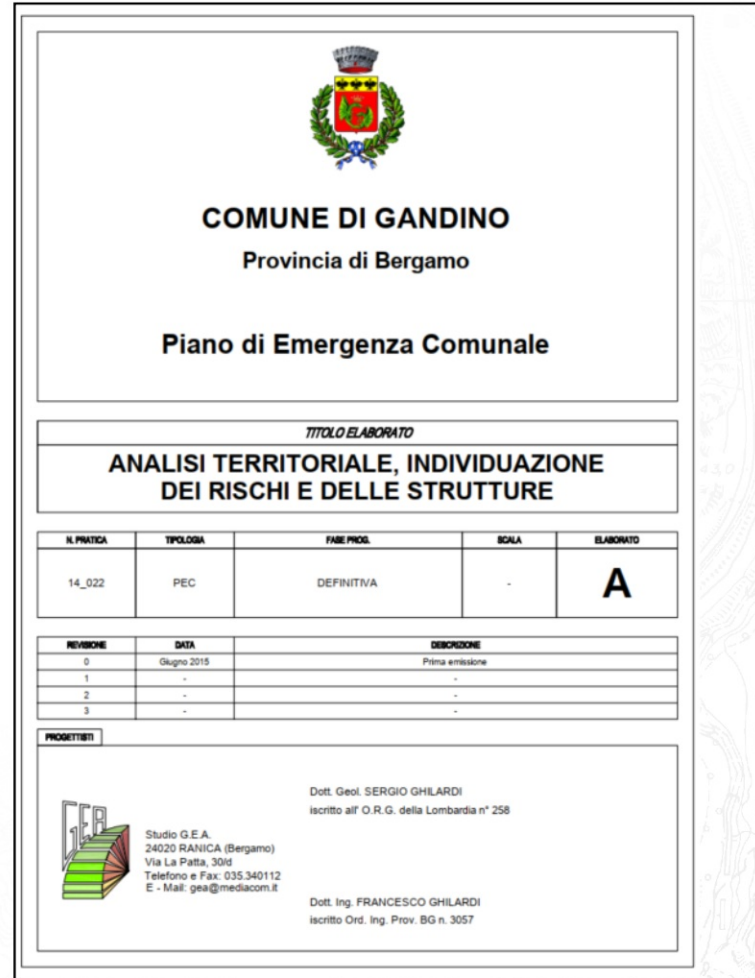 COMUNE DI GANDINO
Provincia di Bergamo
Piano di Emergenza Comunale
TITOLO ELABORATO
ANALISI TERRITORIALE, INDIVIDUAZIONE
DEI RISCHI E DELLE STRUTTURE
N. PRATICA TIPOLOGIA FASE PROG. SCALA ELABORATO
14_022 PEC DEFINITIVA - A
REVISIONE DATA DESCRIZIONE
0 Giugno 2015 Prima emissione
1 - -
2 - -
3 - -
PROGETTISTI
GEA
Studio G.E.A.
24020 RANICA (Bergamo)
Via La Patta, 30/d
Telefono e Fax: 035.340112
E - Mail: gea@mediacom.it
Dott. Geol. SERGIO GHILARDI
iscritto all' O.R.G. della Lombardia n° 258
Dott. Ing. FRANCESCO GHILARDI
iscritto Ord. Ing. Prov. BG n. 3057